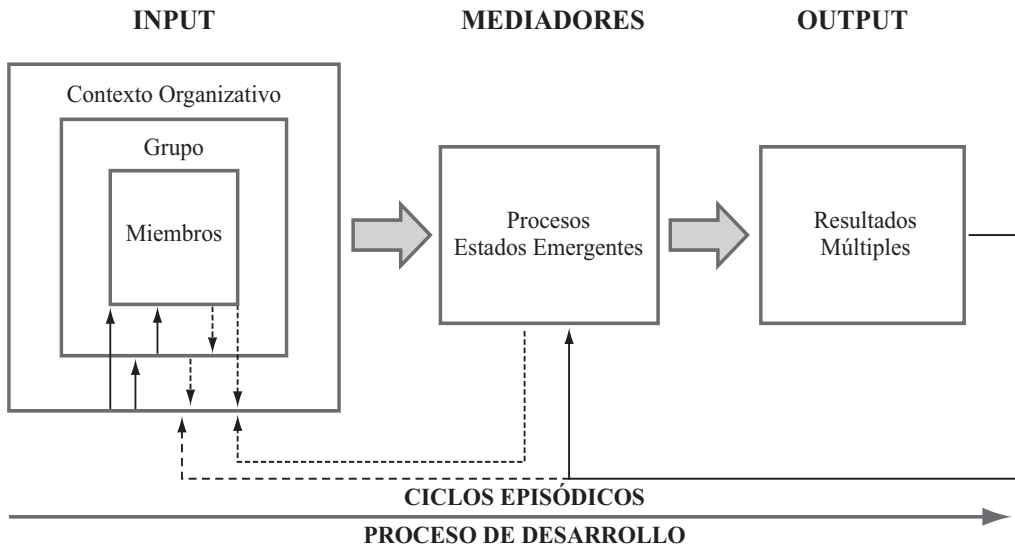 INPUT
MEDIADORES
OUTPUT
Contexto Organizativo
Grupo
Miembros
Procesos
Estados Emergentes
Resultados
Múltiples
CICLOS EPISÓDICOS
PROCESO DE DESARROLLO